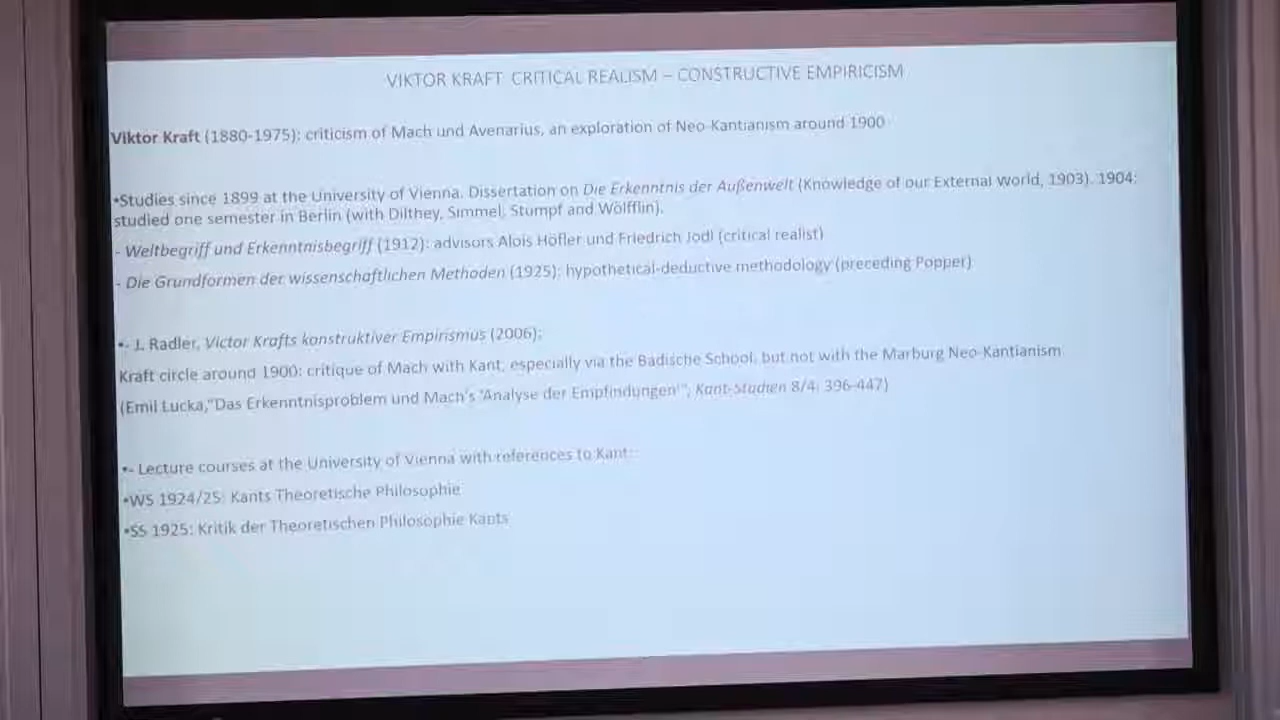 VIKTOR KRAFT CRITICAL REALISM – CONSTRUCTIVE EMPIRICISM
Viktor Kraft (1880-1975): criticism of Mach und Avenarius, an exploration of Neo-Kantianism around 1900
•Studies since 1899 at the University of Vienna. Dissertation on Die Erkenntnis der Außenwelt (Knowledge of our External World, 1903). 1904:
studied one semester in Berlin (with Dilthey, Simmel, Stumpf and Wölfflin).
- Weltbegriff und Erkenntnisbegriff (1912): advisors Alois Höfler und Friedrich Jodl (critical realist)
- Die Grundformen der wissenschaftlichen Methoden (1925): hypothetical-deductive methodology (preceding Popper)
•- J. Radler, Victor Krafts konstruktiver Empirismus (2006):
Kraft circle around 1900: critique of Mach with Kant, especially via the Badische School, but not with the Marburg Neo-Kantianism
(Emil Lucka,"Das Erkenntnisproblem und Mach's 'Analyse der Empfindungen'", Kant-Studien 8/4: 396-447)
•- Lecture courses at the University of Vienna with references to Kant:
•WS 1924/25: Kants Theoretische Philosophie
•SS 1925: Kritik der Theoretischen Philosophie Kants